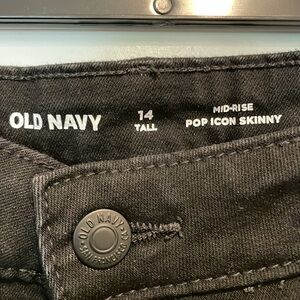 OLD NAVY
14
TALL
MID-RISE
POP ICON SKINNY
OLD NAVY